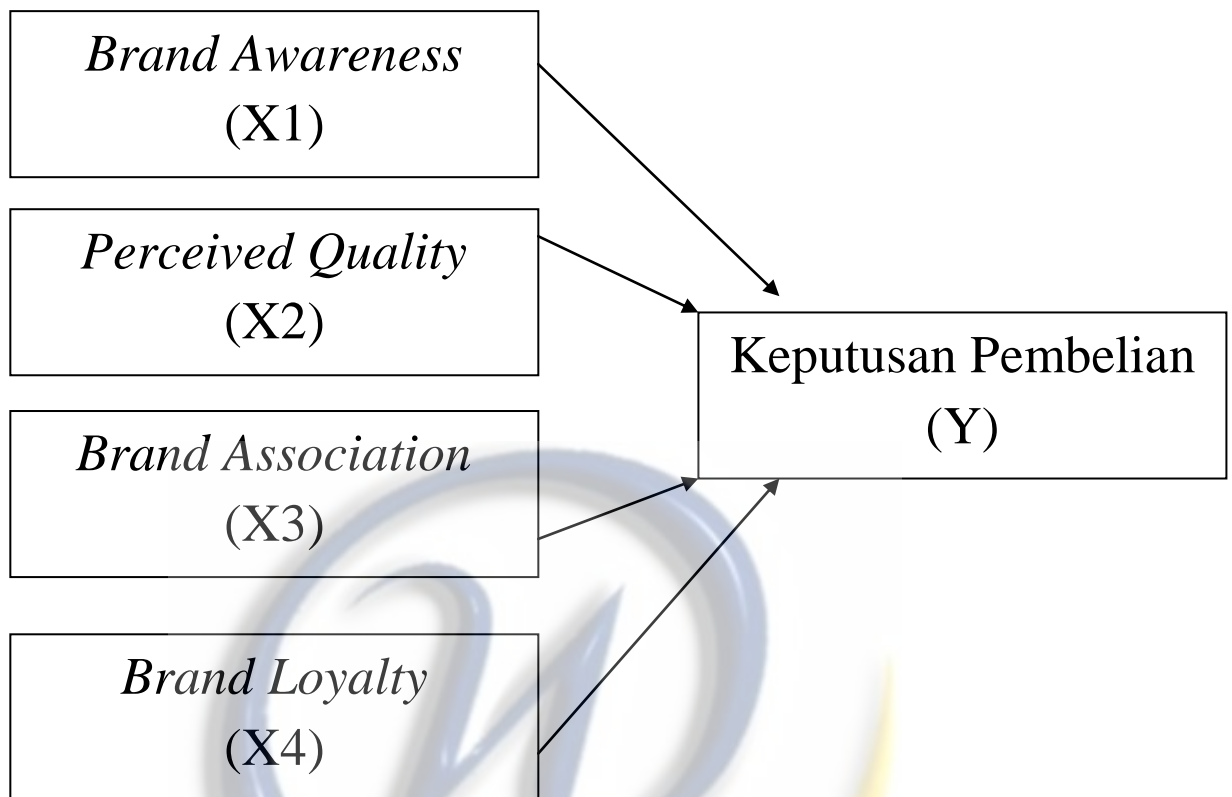 Brand Awareness
(X1)
Perceived Quality
(X2)
Keputusan Pembelian
(Y)
Brand Association
(X3)
Brand Loyalty
(X4)